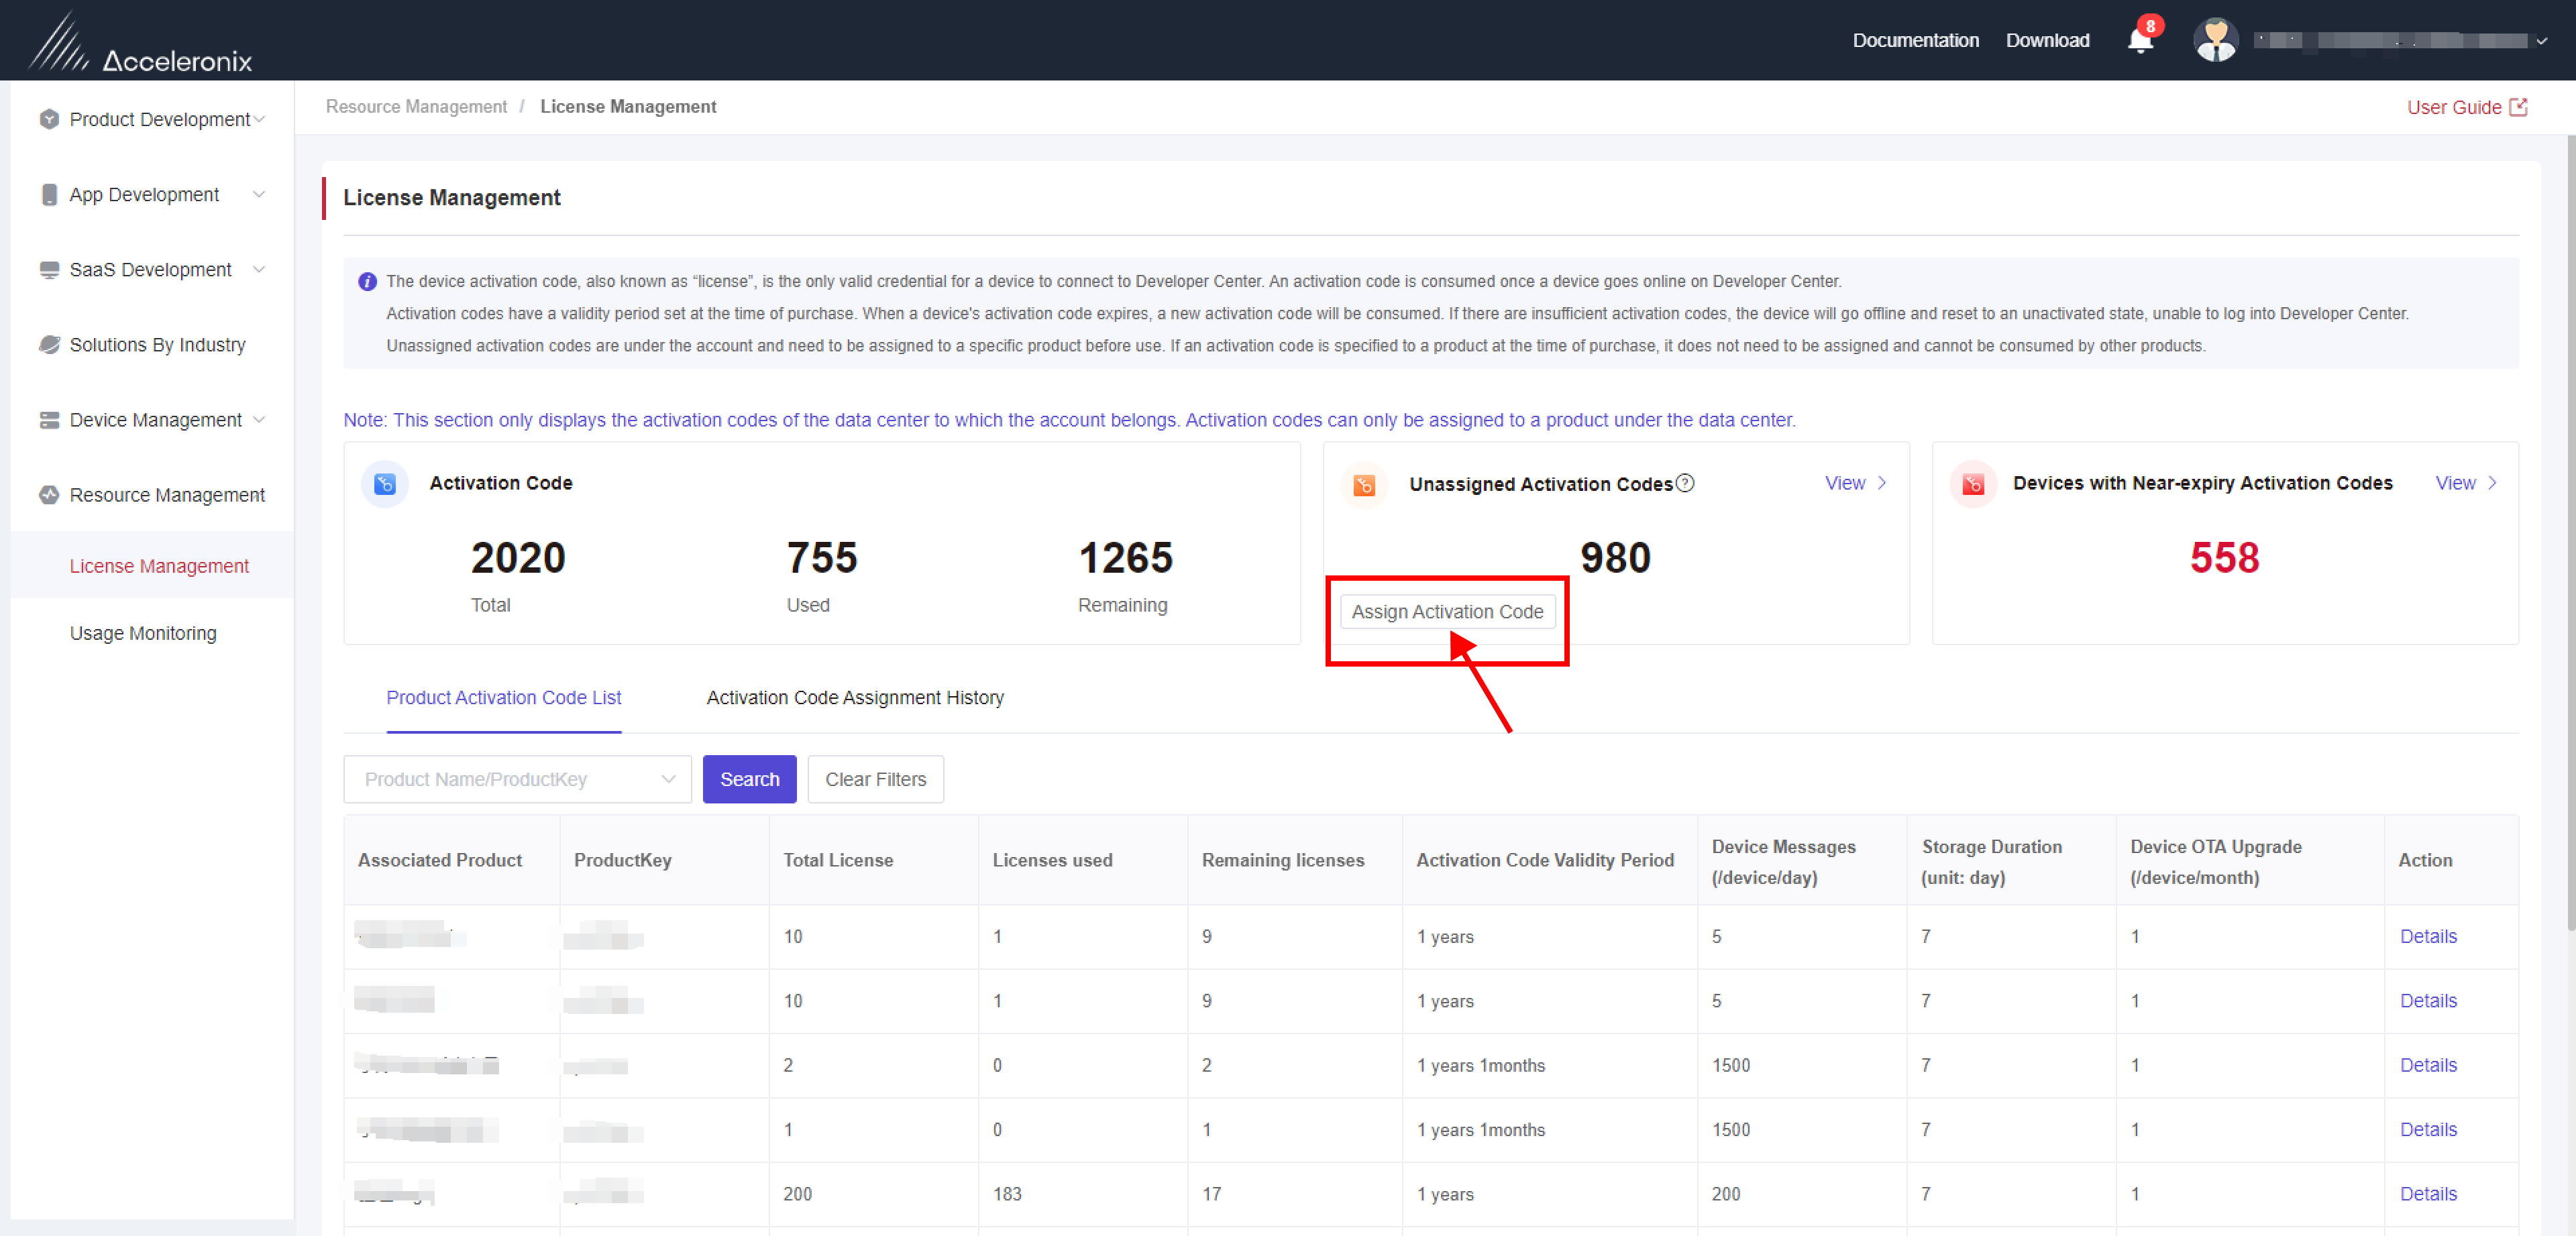 Acceleronix
Documentation
Download
8
Product Development
App Development
SaaS Development
Solutions By Industry
Device Management
Resource Management
License Management
Usage Monitoring
Resource Management / License Management
User Guide
License Management
The device activation code, also known as “license”, is the only valid credential for a device to connect to Developer Center. An activation code is consumed once a device goes online on Developer Center.
Activation codes have a validity period set at the time of purchase. When a device's activation code expires, a new activation code will be consumed. If there are insufficient activation codes, the device will go offline and reset to an unactivated state, unable to log into Developer Center.
Unassigned activation codes are under the account and need to be assigned to a specific product before use. If an activation code is specified to a product at the time of purchase, it does not need to be assigned and cannot be consumed by other products.
Note: This section only displays the activation codes of the data center to which the account belongs. Activation codes can only be assigned to a product under the data center.
Activation Code
2020 755 1265
Total Used Remaining
Unassigned Activation Codes ? View >
980
Assign Activation Code
Devices with Near-expiry Activation Codes View >
558
Product Activation Code List Activation Code Assignment History
Product Name/ProductKey Search Clear Filters
Associated Product ProductKey Total License Licenses used Remaining licenses Activation Code Validity Period Device Messages (/device/day) Storage Duration (unit: day) Device OTA Upgrade (/device/month) Action
10 1 9 1 years 5 7 1 Details
10 1 9 1 years 5 7 1 Details
2 0 2 1 years 1months 1500 7 1 Details
1 0 1 1 years 1months 1500 7 1 Details
200 183 17 1 years 200 7 1 Details